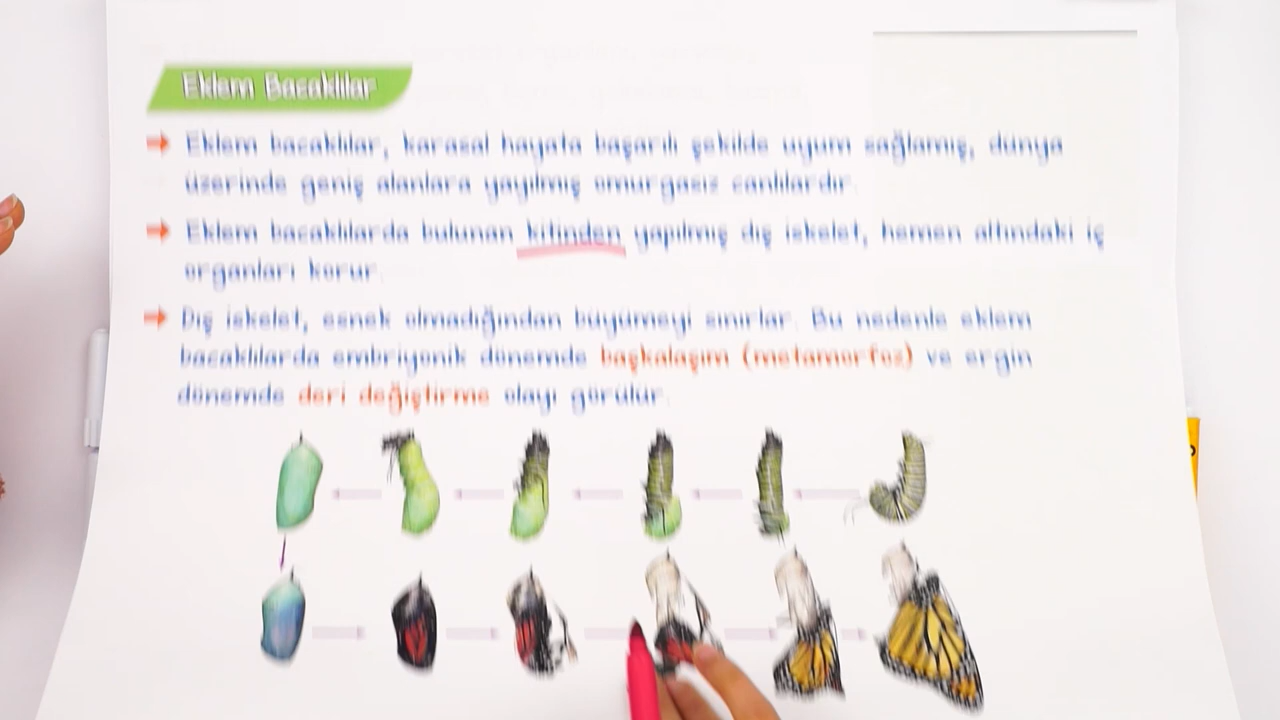 Eklem Bacaklılar
Eklem bacaklılar, karasal hayata başarılı şekilde uyum sağlamış, dünya
üzerinde geniş alanlara yayılmış omurgasız canlılardır.
Eklem bacaklılarda bulunan kitinden yapılmış dış iskelet, hemen altındaki iç
organları korur.
Dış iskelet, esnek olmadığından büyümeyi sınırlar. Bu nedenle eklem
bacaklılarda embriyonik dönemde başkalaşım (metamorfoz) ve ergin
dönemde deri değiştirme olayı görülür.